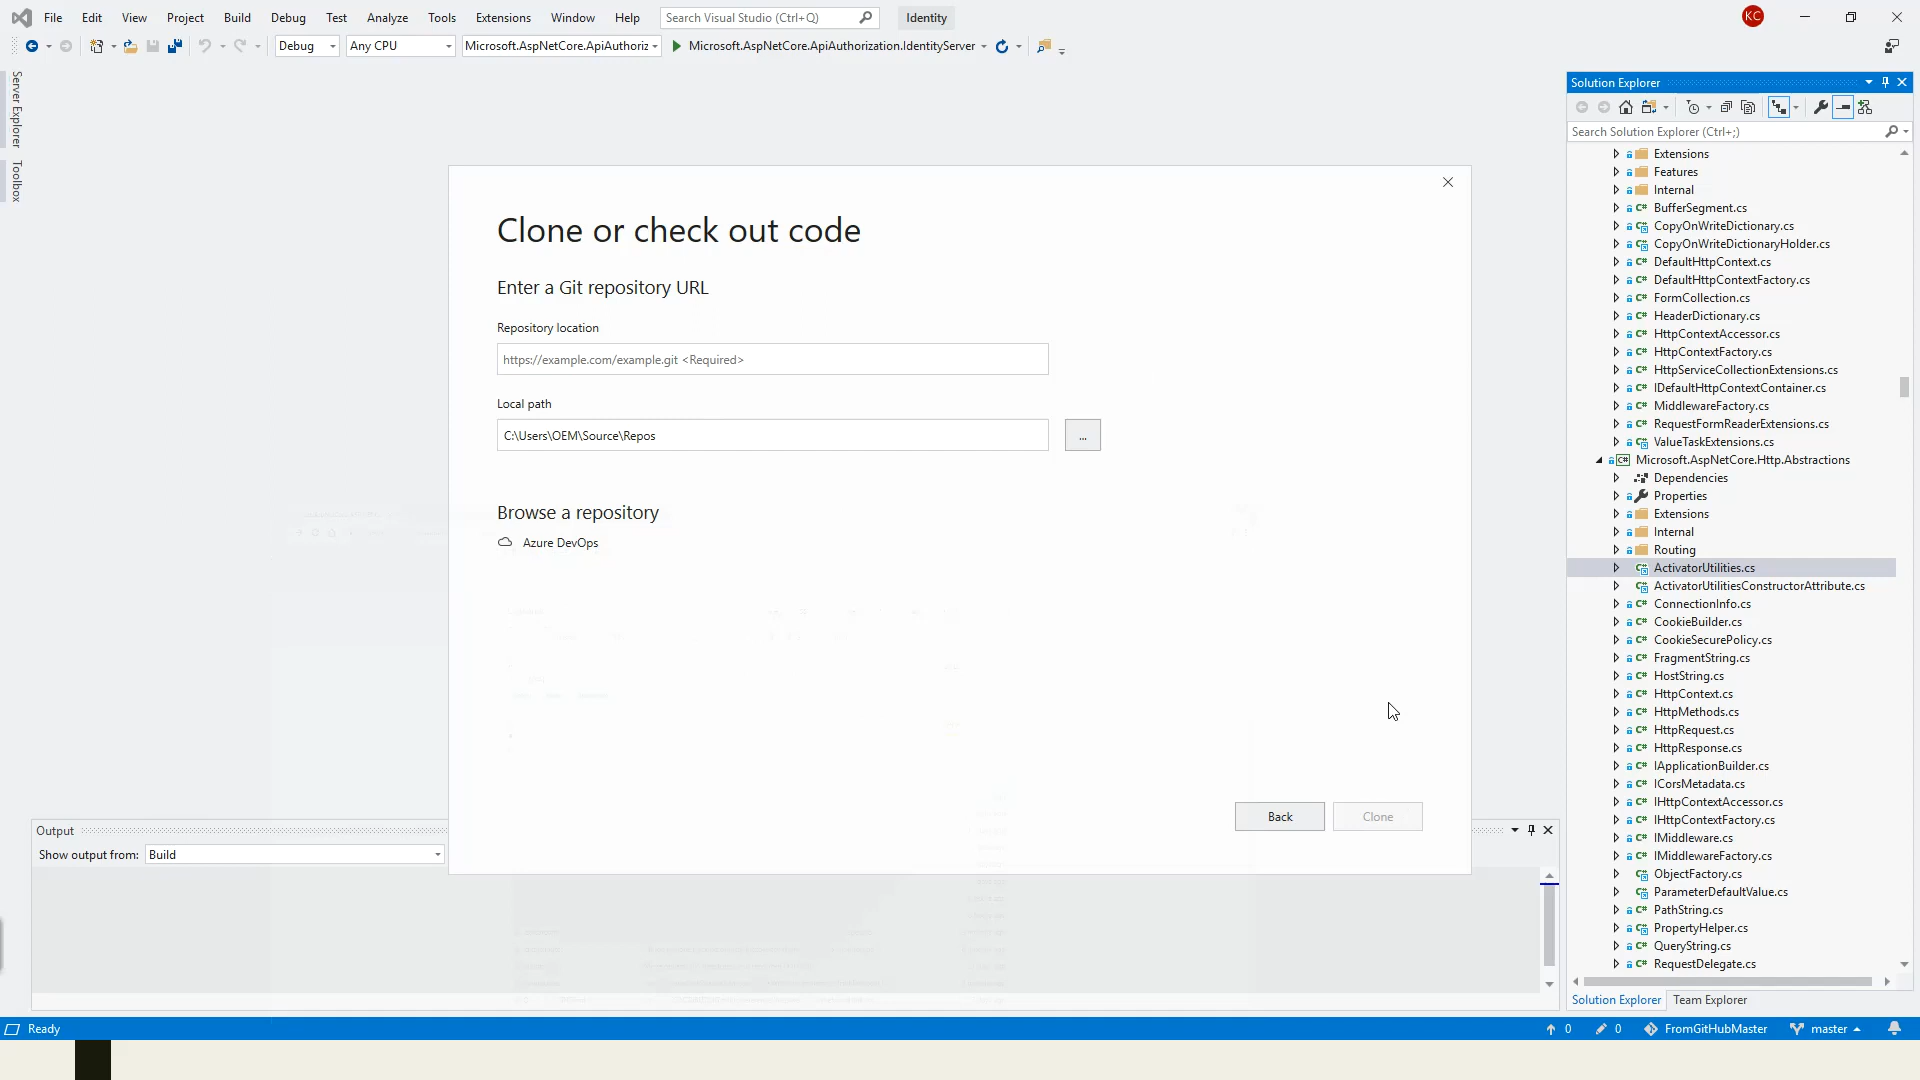 File Edit View Project Build Debug Test Analyze Tools Extensions Window Help Search Visual Studio (Ctrl+Q) Identity KC
Debug Any CPU Microsoft.AspNetCore.ApiAuthoriz Microsoft.AspNetCore.ApiAuthorization.IdentityServer
Server Explorer
Toolbox
Clone or check out code
Enter a Git repository URL
Repository location
https://example.com/example.git <Required>
Local path
C:\Users\OEM\Source\Repos
...
Browse a repository
Azure DevOps
Back Clone
Output
Show output from: Build
Solution Explorer
Search Solution Explorer (Ctrl+;)
Extensions
Features
Internal
BufferSegment.cs
CopyOnWriteDictionary.cs
CopyOnWriteDictionaryHolder.cs
DefaultHttpContext.cs
DefaultHttpContextFactory.cs
FormCollection.cs
HeaderDictionary.cs
HttpContextAccessor.cs
HttpContextFactory.cs
HttpServiceCollectionExtensions.cs
IDefaultHttpContextContainer.cs
MiddlewareFactory.cs
RequestFormReaderExtensions.cs
ValueTaskExtensions.cs
Microsoft.AspNetCore.Http.Abstractions
Dependencies
Properties
Extensions
Internal
Routing
ActivatorUtilities.cs
ActivatorUtilitiesConstructorAttribute.cs
ConnectionInfo.cs
CookieBuilder.cs
CookieSecurePolicy.cs
FragmentString.cs
HostString.cs
HttpContext.cs
HttpMethods.cs
HttpRequest.cs
HttpResponse.cs
IApplicationBuilder.cs
ICorsMetadata.cs
IHttpContextAccessor.cs
IHttpContextFactory.cs
IMiddleware.cs
IMiddlewareFactory.cs
ObjectFactory.cs
ParameterDefaultValue.cs
PathString.cs
PropertyHelper.cs
QueryString.cs
RequestDelegate.cs
Solution Explorer Team Explorer
Ready 0 0 FromGitHubMaster master